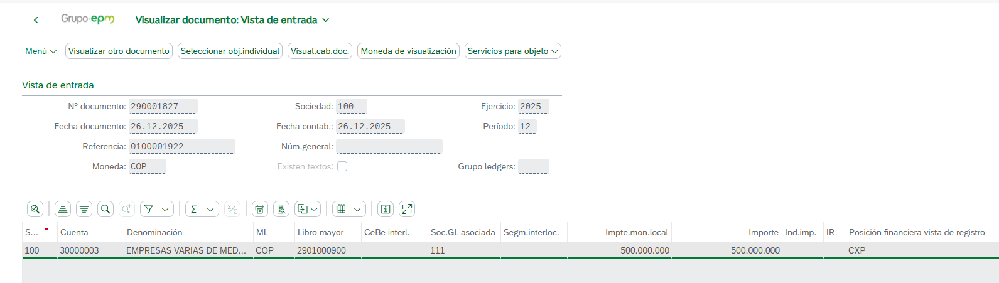 Grupo·epm Visualizar documento: Vista de entrada
Menú Visualizar otro documento Seleccionar obj.individual Visual.cab.doc. Moneda de visualización Servicios para objeto
Vista de entrada
Nº documento: 290001827 Sociedad: 100 Ejercicio: 2025
Fecha documento: 26.12.2025 Fecha contab.: 26.12.2025 Período: 12
Referencia: 0100001922 Núm.general:
Moneda: COP Existen textos: Grupo ledgers:
S... Cuenta Denominación ML Libro mayor CeBe interl. Soc.GL asociada Segm.interloc. Impte.mon.local Importe Ind.imp. IR Posición financiera vista de registro
100 30000003 EMPRESAS VARIAS DE MED... COP 2901000900 111 500.000.000 500.000.000 CXP